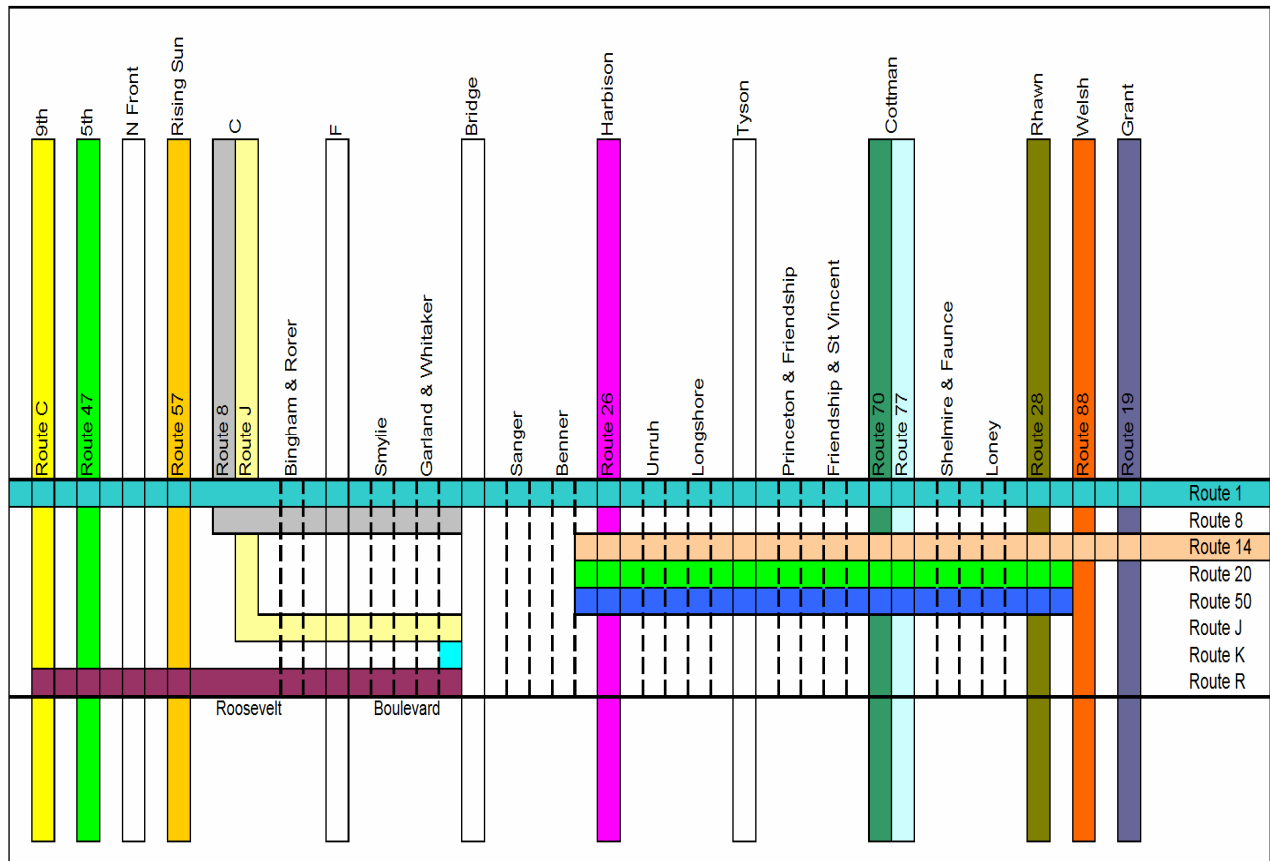 9th
5th
N Front
Rising Sun
C
F
Bridge
Harbison
Tyson
Cottman
Rhawn
Welsh
Grant
Route C
Route 47
Route 57
Route 8
Route J
Bingham & Rorer
Smylie
Garland & Whitaker
Sanger
Benner
Route 26
Unruh
Longshore
Princeton & Friendship
Friendship & St Vincent
Route 70
Route 77
Shelmire & Faunce
Loney
Route 28
Route 88
Route 19
Route 1
Route 8
Route 14
Route 20
Route 50
Route J
Route K
Route R
Roosevelt Boulevard